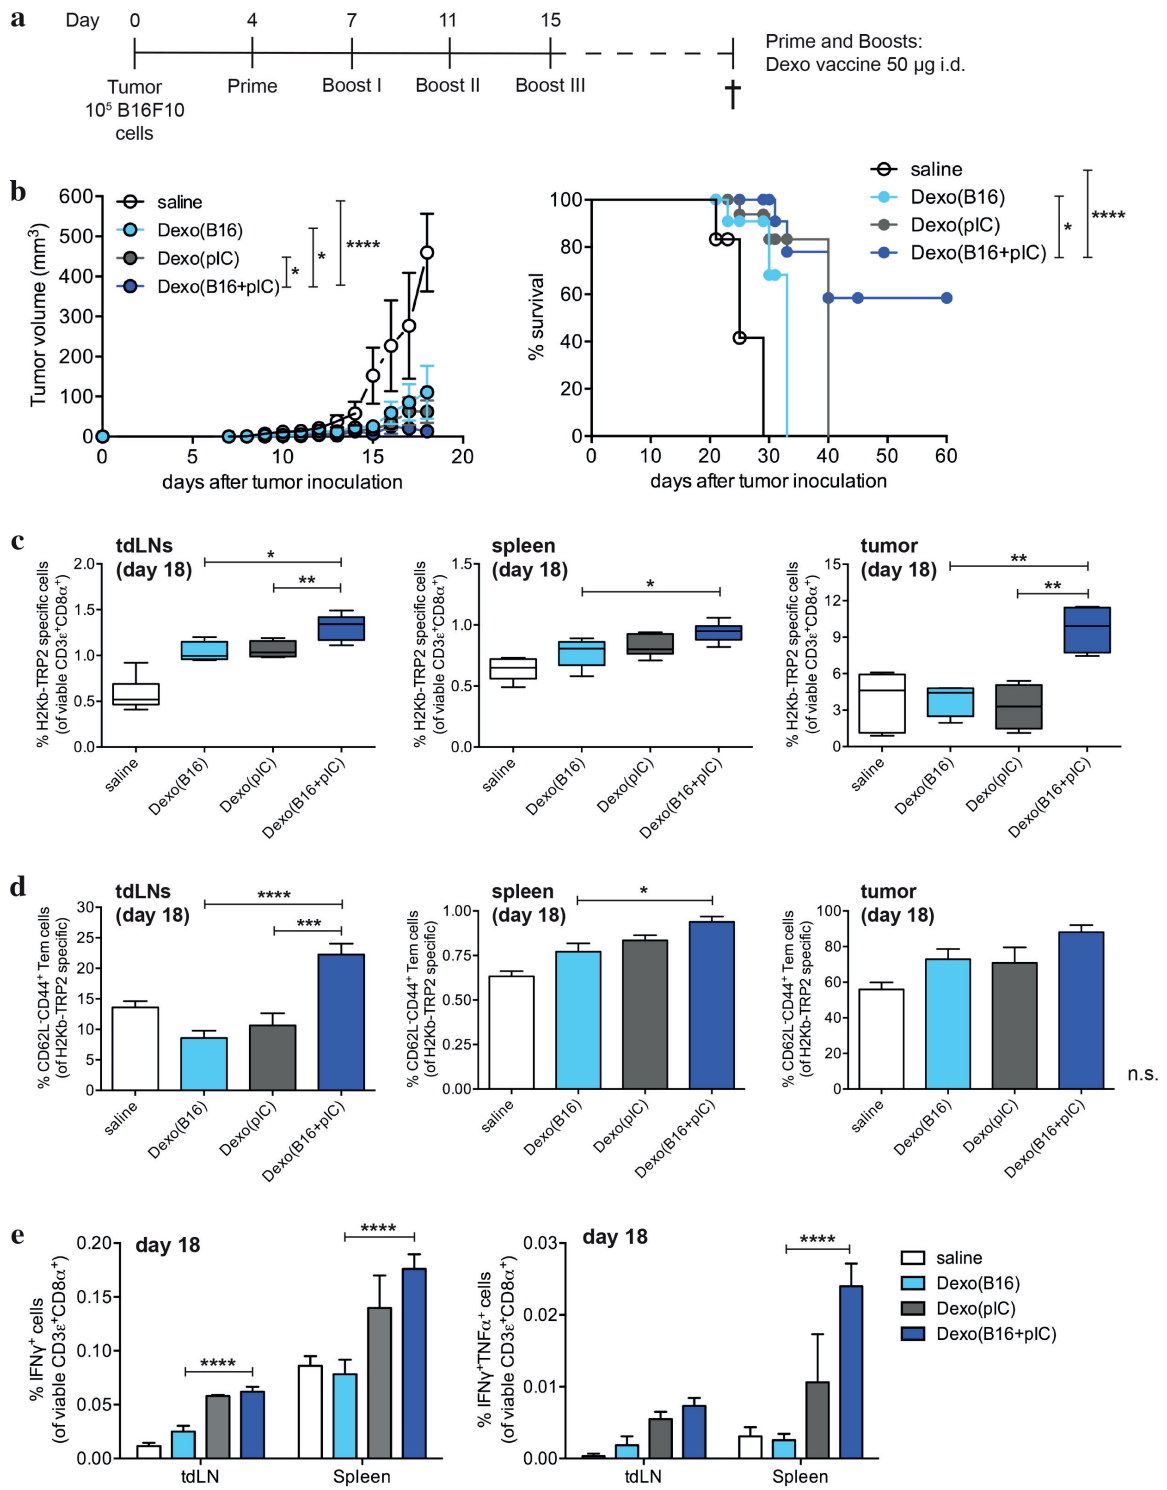 a
Day 0 4 7 11 15
Prime and Boosts:
Dexo vaccine 50 µg i.d.
Tumor
10⁵ B16F10
cells
Prime Boost I Boost II Boost III
b
Tumor volume (mm³)
600
500
400
300
200
100
0
saline
Dexo(B16)
Dexo(pIC)
Dexo(B16+pIC)
* * ****
0 5 10 15 20
days after tumor inoculation
% survival
100
80
60
40
20
0
saline
Dexo(B16)
Dexo(pIC)
Dexo(B16+pIC)
* ****
0 10 20 30 40 50 60
days after tumor inoculation
c
tdLNs
(day 18)
% H2Kb-TRP2 specific cells
(of viable CD3ε⁺CD8α⁺)
2.0
1.5
1.0
0.5
0.0
*
**
saline Dexo(B16) Dexo(pIC) Dexo(B16+pIC)
spleen
(day 18)
% H2Kb-TRP2 specific cells
(of viable CD3ε⁺CD8α⁺)
1.5
1.0
0.5
0.0
*
saline Dexo(B16) Dexo(pIC) Dexo(B16+pIC)
tumor
(day 18)
% H2Kb-TRP2 specific cells
(of viable CD3ε⁺CD8α⁺)
15
12
9
6
3
0
**
**
saline Dexo(B16) Dexo(pIC) Dexo(B16+pIC)
d
tdLNs
(day 18)
% CD62L⁻CD44⁺ Tem cells
(of H2Kb-TRP2 specific)
30
25
20
15
10
5
0
****
***
saline Dexo(B16) Dexo(pIC) Dexo(B16+pIC)
spleen
(day 18)
% CD62L⁻CD44⁺ Tem cells
(of H2Kb-TRP2 specific)
1.00
0.75
0.50
0.25
0.00
*
saline Dexo(B16) Dexo(pIC) Dexo(B16+pIC)
tumor
(day 18)
% CD62L⁻CD44⁺ Tem cells
(of H2Kb-TRP2 specific)
100
80
60
40
20
0
n.s.
saline Dexo(B16) Dexo(pIC) Dexo(B16+pIC)
e
day 18
% IFNγ⁺ cells
(of viable CD3ε⁺CD8α⁺)
0.20
0.15
0.10
0.05
0.00
****
****
tdLN Spleen
day 18
% IFNγ⁺TNFα⁺ cells
(of viable CD3ε⁺CD8α⁺)
0.03
0.02
0.01
0.00
****
tdLN Spleen
saline
Dexo(B16)
Dexo(pIC)
Dexo(B16+pIC)